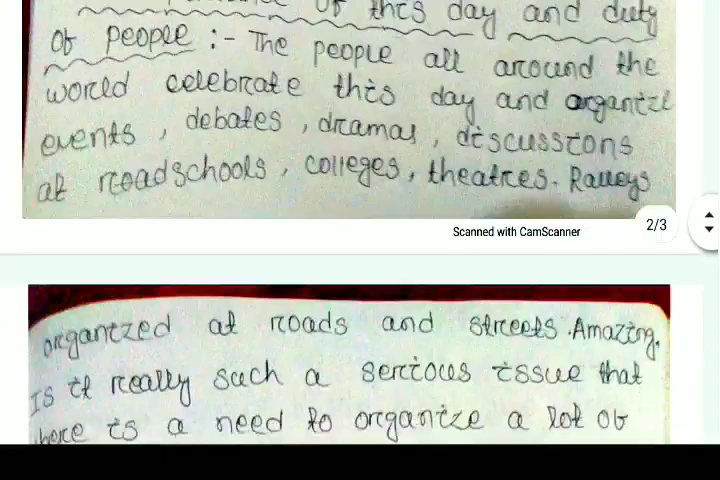 of this day and duty
Of people :- The people all around the
world celebrate this day and organize
events, debates, dramas, discussions
at roadschools, colleges, theatres. Ralleys
Scanned with CamScanner
2/3
organized at roads and streets. Amazing.
Is it really such a serious issue that
there is a need to organize a lot of